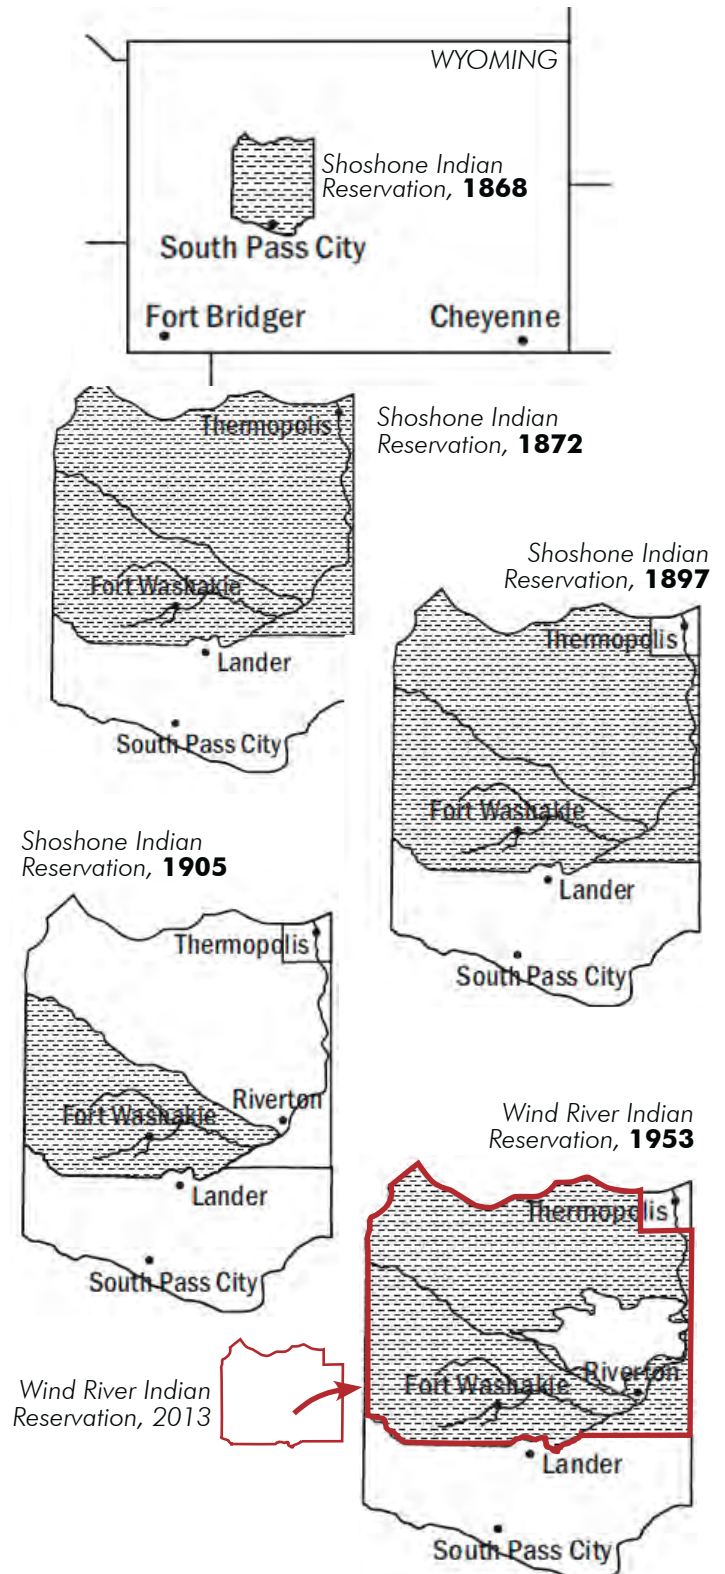 WYOMING
Shoshone Indian
Reservation, 1868
South Pass City
Fort Bridger
Cheyenne
Thermopolis
Shoshone Indian
Reservation, 1872
Fort Washakie
Lander
South Pass City
Shoshone Indian
Reservation, 1897
Thermopolis
Fort Washakie
Lander
South Pass City
Shoshone Indian
Reservation, 1905
Thermopolis
Riverton
Fort Washakie
Lander
South Pass City
Wind River Indian
Reservation, 1953
Thermopolis
Riverton
Fort Washakie
Lander
South Pass City
Wind River Indian
Reservation, 2013